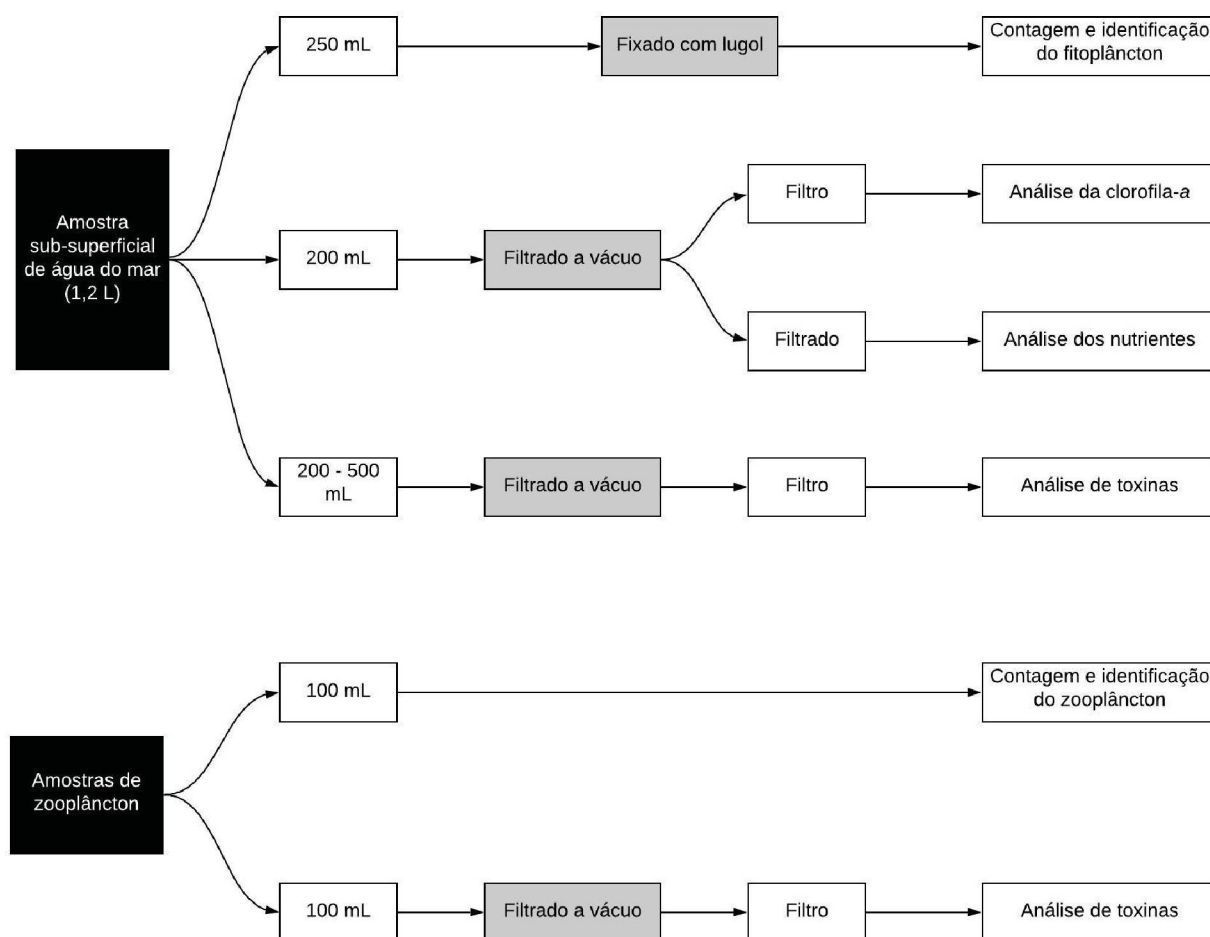 250 mL
Fixado com lugol
Contagem e identificação
do fitoplâncton
Amostra
sub-superficial
de água do mar
(1,2 L)
200 mL
Filtrado a vácuo
Filtro
Análise da clorofila-a
Filtrado
Análise dos nutrientes
200 - 500
mL
Filtrado a vácuo
Filtro
Análise de toxinas
Amostras de
zooplâncton
100 mL
Contagem e identificação
do zooplâncton
100 mL
Filtrado a vácuo
Filtro
Análise de toxinas